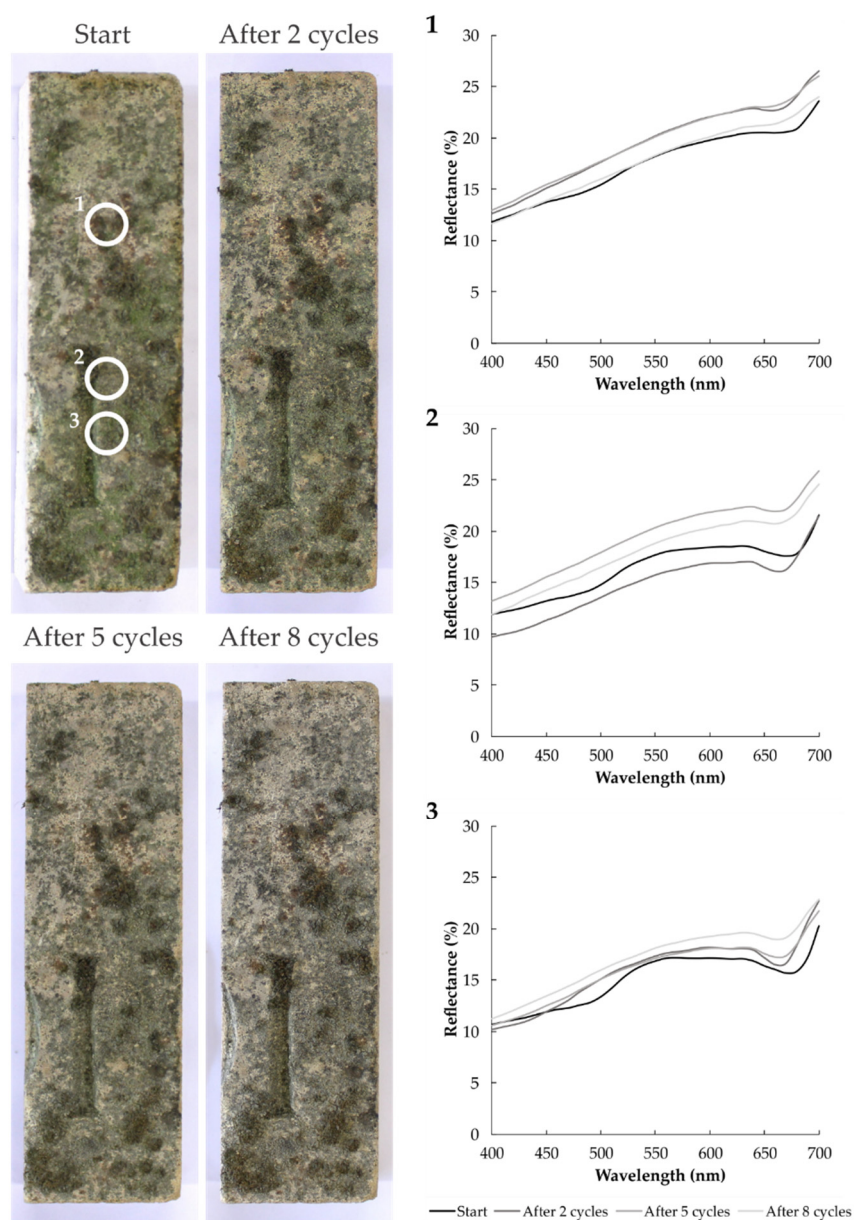 Start
After 2 cycles
1
2
3
After 5 cycles
After 8 cycles
1
Reflectance (%)
30
25
20
15
10
5
0
400 450 500 550 600 650 700
Wavelength (nm)
2
Reflectance (%)
30
25
20
15
10
5
0
400 450 500 550 600 650 700
Wavelength (nm)
3
Reflectance (%)
30
25
20
15
10
5
0
400 450 500 550 600 650 700
Wavelength (nm)
Start After 2 cycles After 5 cycles After 8 cycles